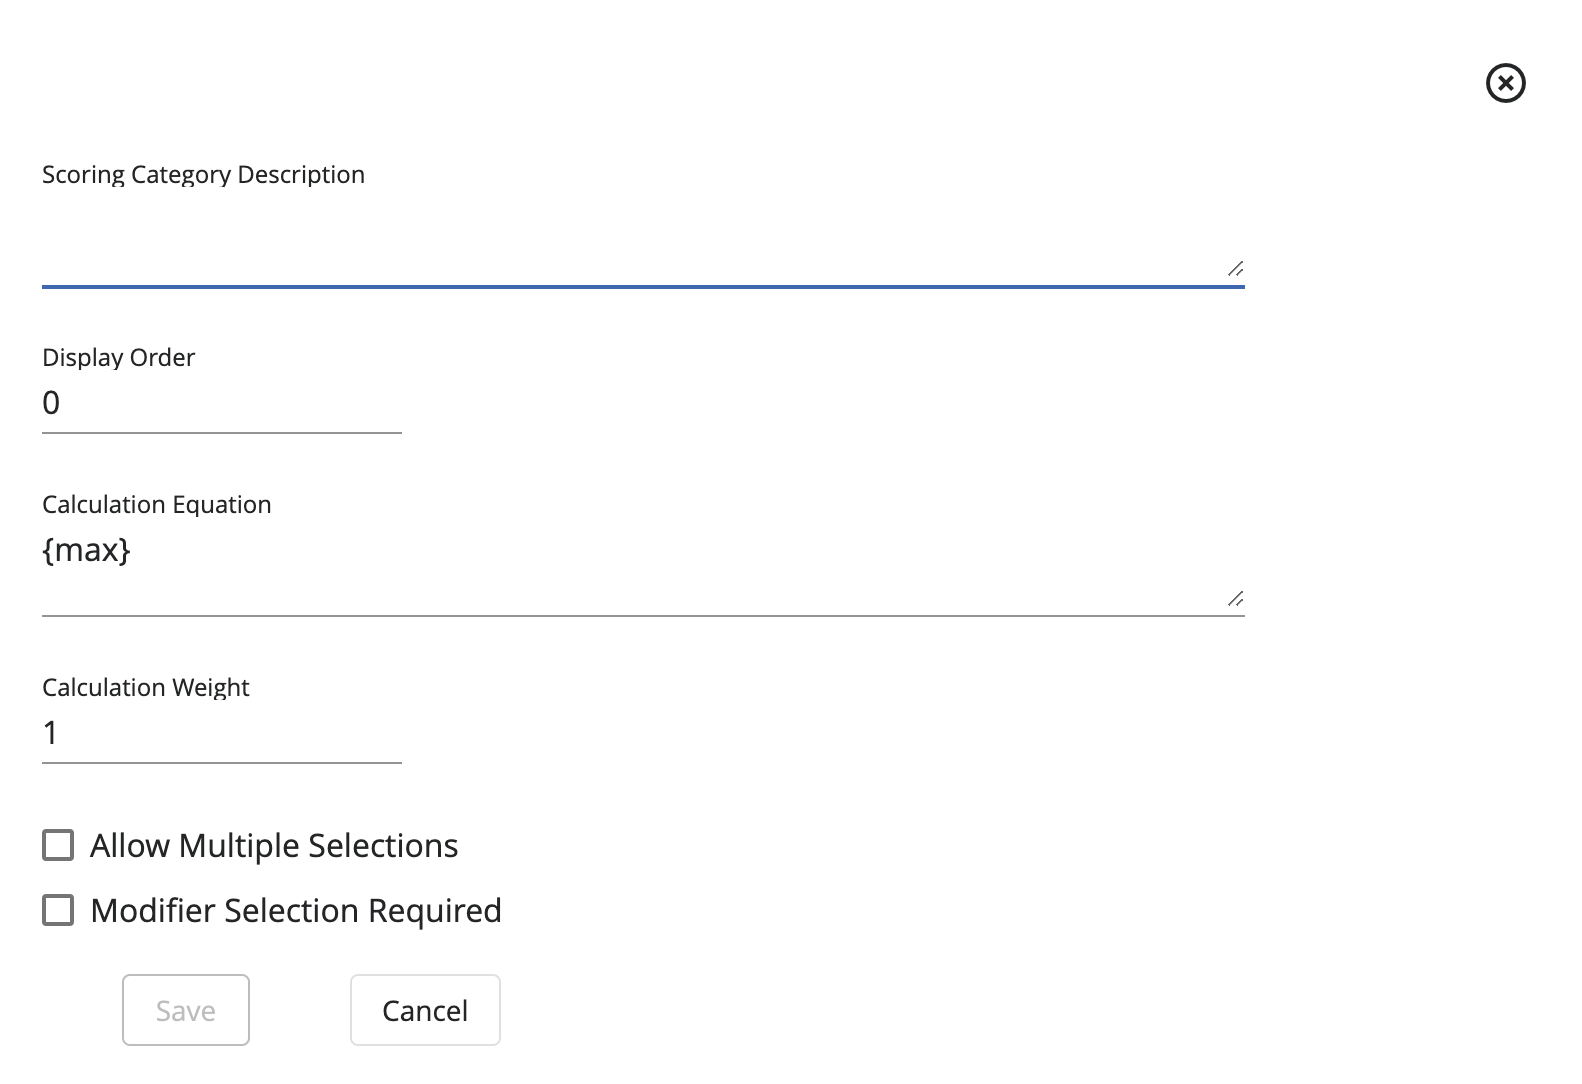 Scoring Category Description
Display Order
0
Calculation Equation
{max}
Calculation Weight
1
Allow Multiple Selections
Modifier Selection Required
Save
Cancel